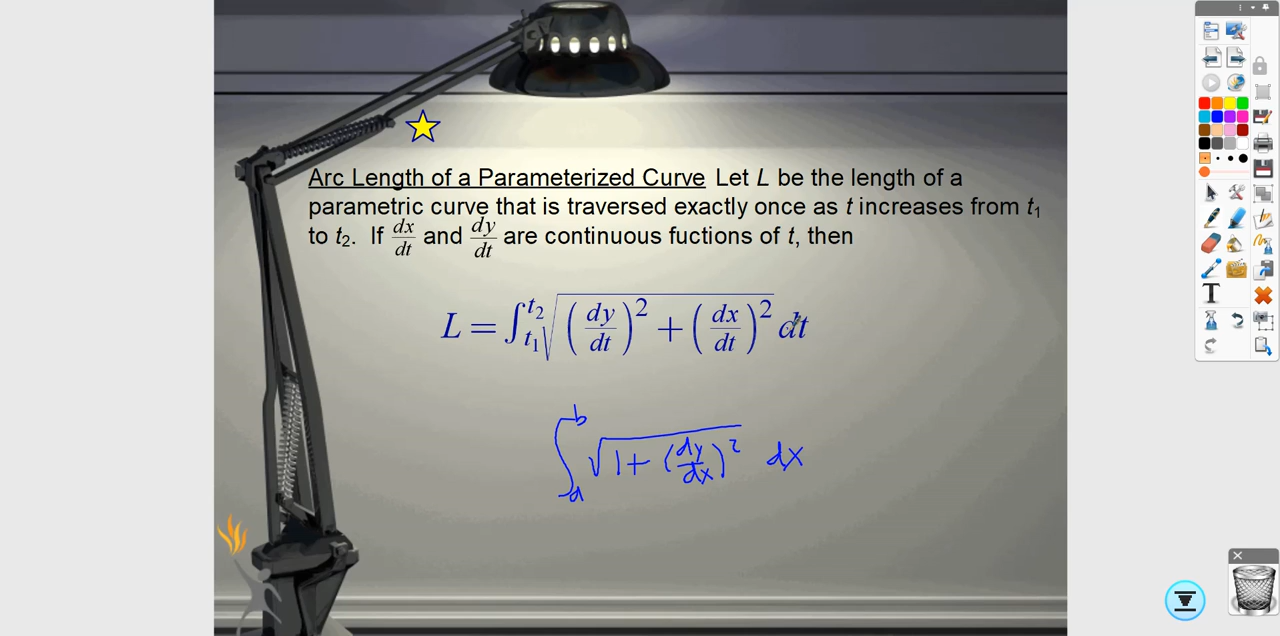 Arc Length of a Parameterized Curve Let L be the length of a
parametric curve that is traversed exactly once as t increases from t₁
to t₂. If dx/dt and dy/dt are continuous fuctions of t, then
L = ∫_{t₁}^{t₂} √((dy/dt)² + (dx/dt)²) dt
∫_a^b √(1 + (dy/dx)²) dx
T